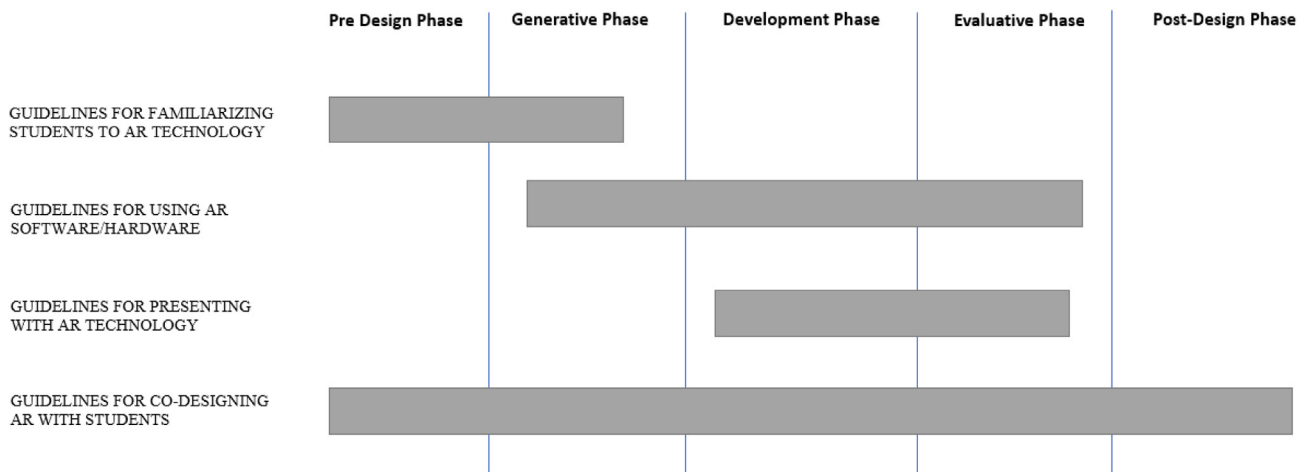 Pre Design Phase
Generative Phase
Development Phase
Evaluative Phase
Post-Design Phase
GUIDELINES FOR FAMILIARIZING
STUDENTS TO AR TECHNOLOGY
GUIDELINES FOR USING AR
SOFTWARE/HARDWARE
GUIDELINES FOR PRESENTING
WITH AR TECHNOLOGY
GUIDELINES FOR CO-DESIGNING
AR WITH STUDENTS